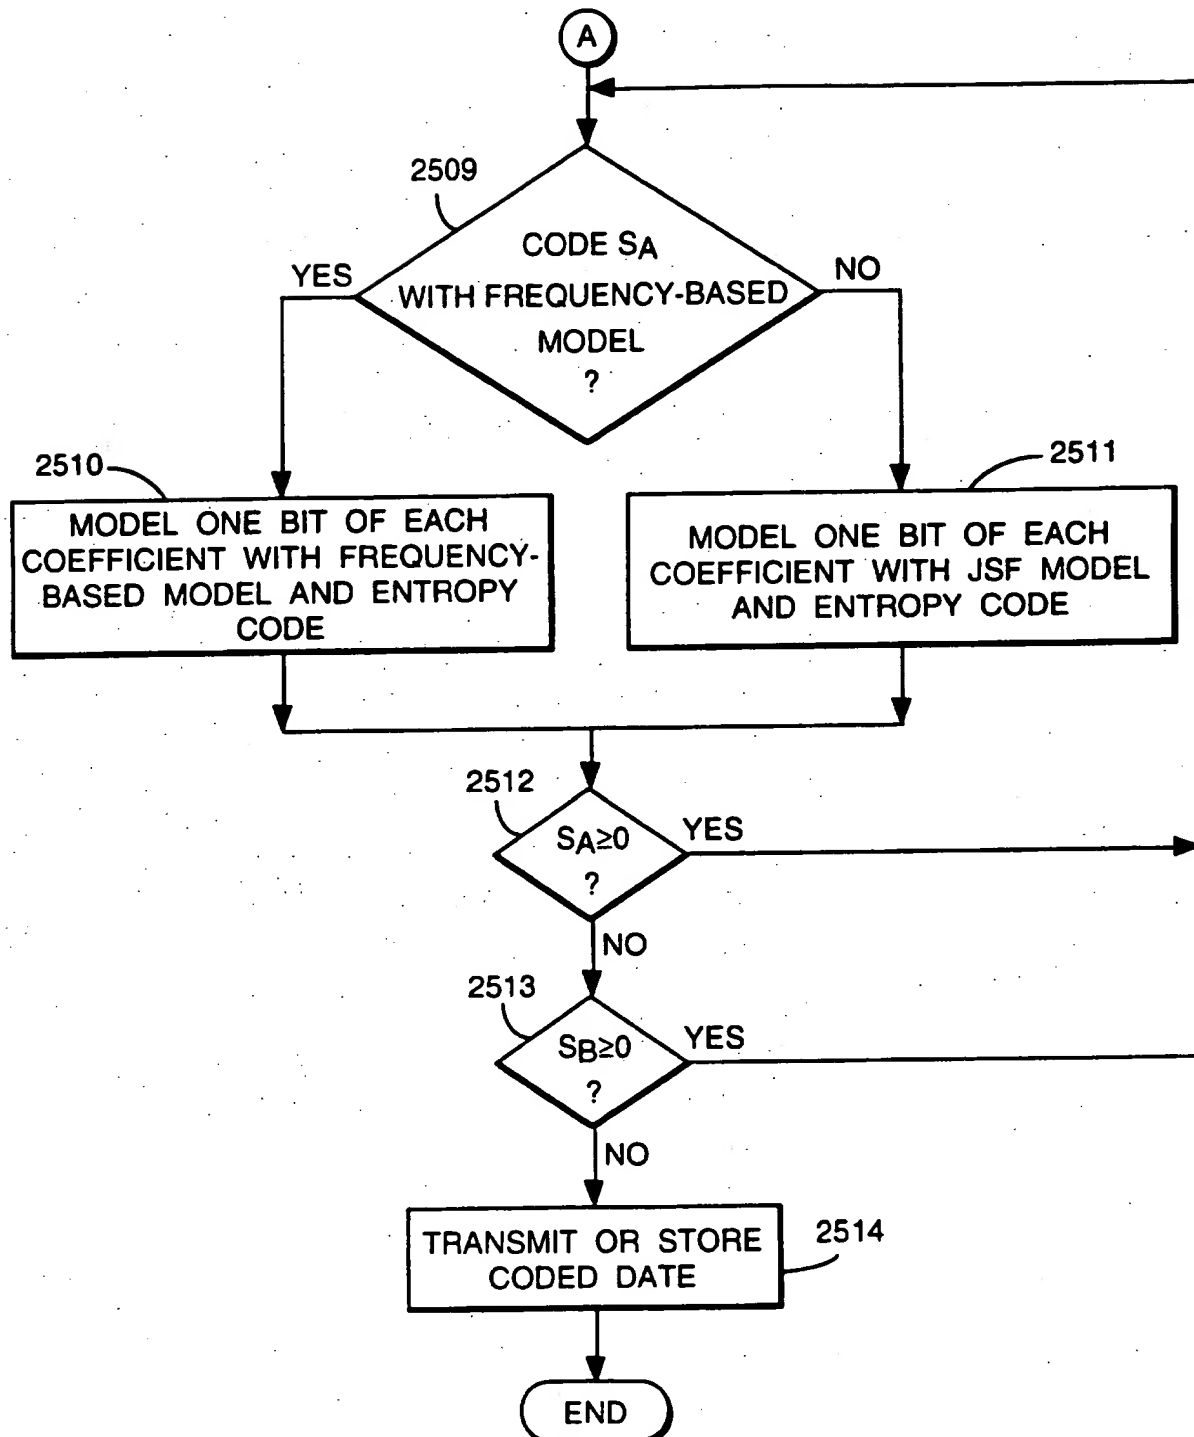 A
2509
CODE SA
WITH FREQUENCY-BASED
MODEL
?
YES
NO
2510
MODEL ONE BIT OF EACH
COEFFICIENT WITH FREQUENCY-
BASED MODEL AND ENTROPY
CODE
2511
MODEL ONE BIT OF EACH
COEFFICIENT WITH JSF MODEL
AND ENTROPY CODE
2512
SA≥0
?
YES
NO
2513
SB≥0
?
YES
NO
TRANSMIT OR STORE
CODED DATE
2514
END